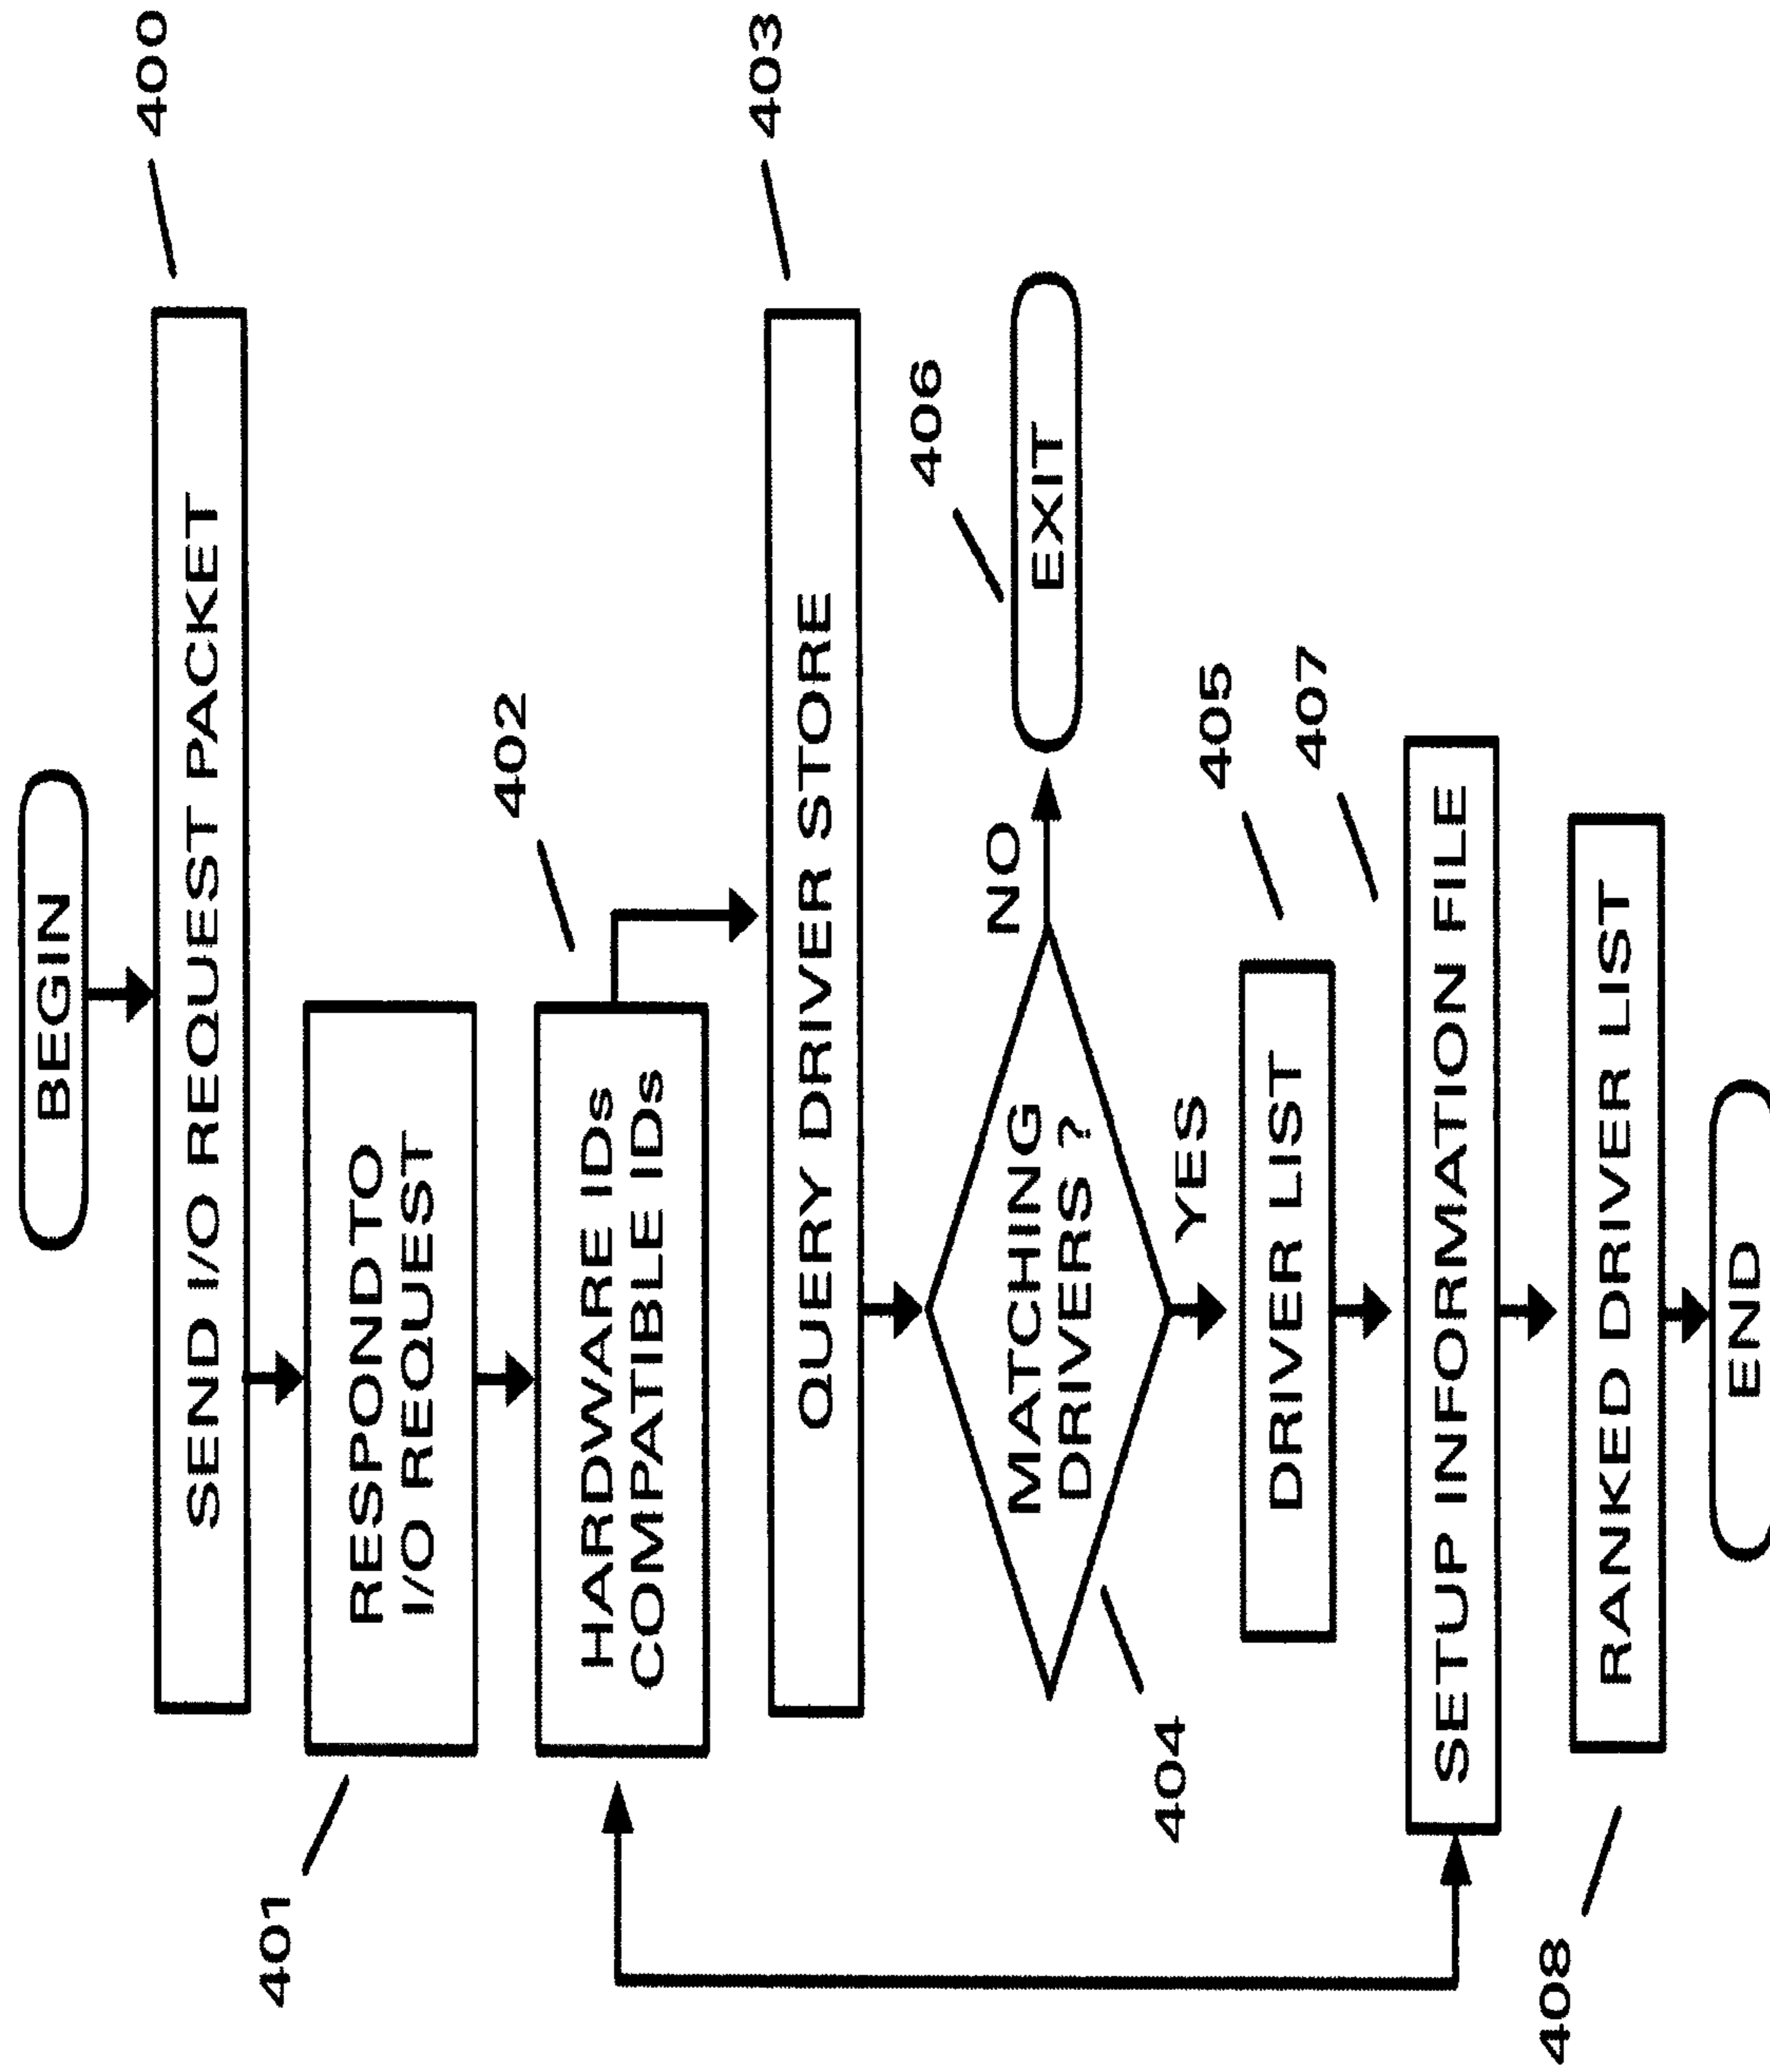 BEGIN
400
SEND I/O REQUEST PACKET
401
RESPOND TO
I/O REQUEST
402
HARDWARE IDs
COMPATIBLE IDs
403
QUERY DRIVER STORE
404
MATCHING
DRIVERS ?
NO
406
EXIT
YES
405
DRIVER LIST
407
SETUP INFORMATION FILE
408
RANKED DRIVER LIST
END